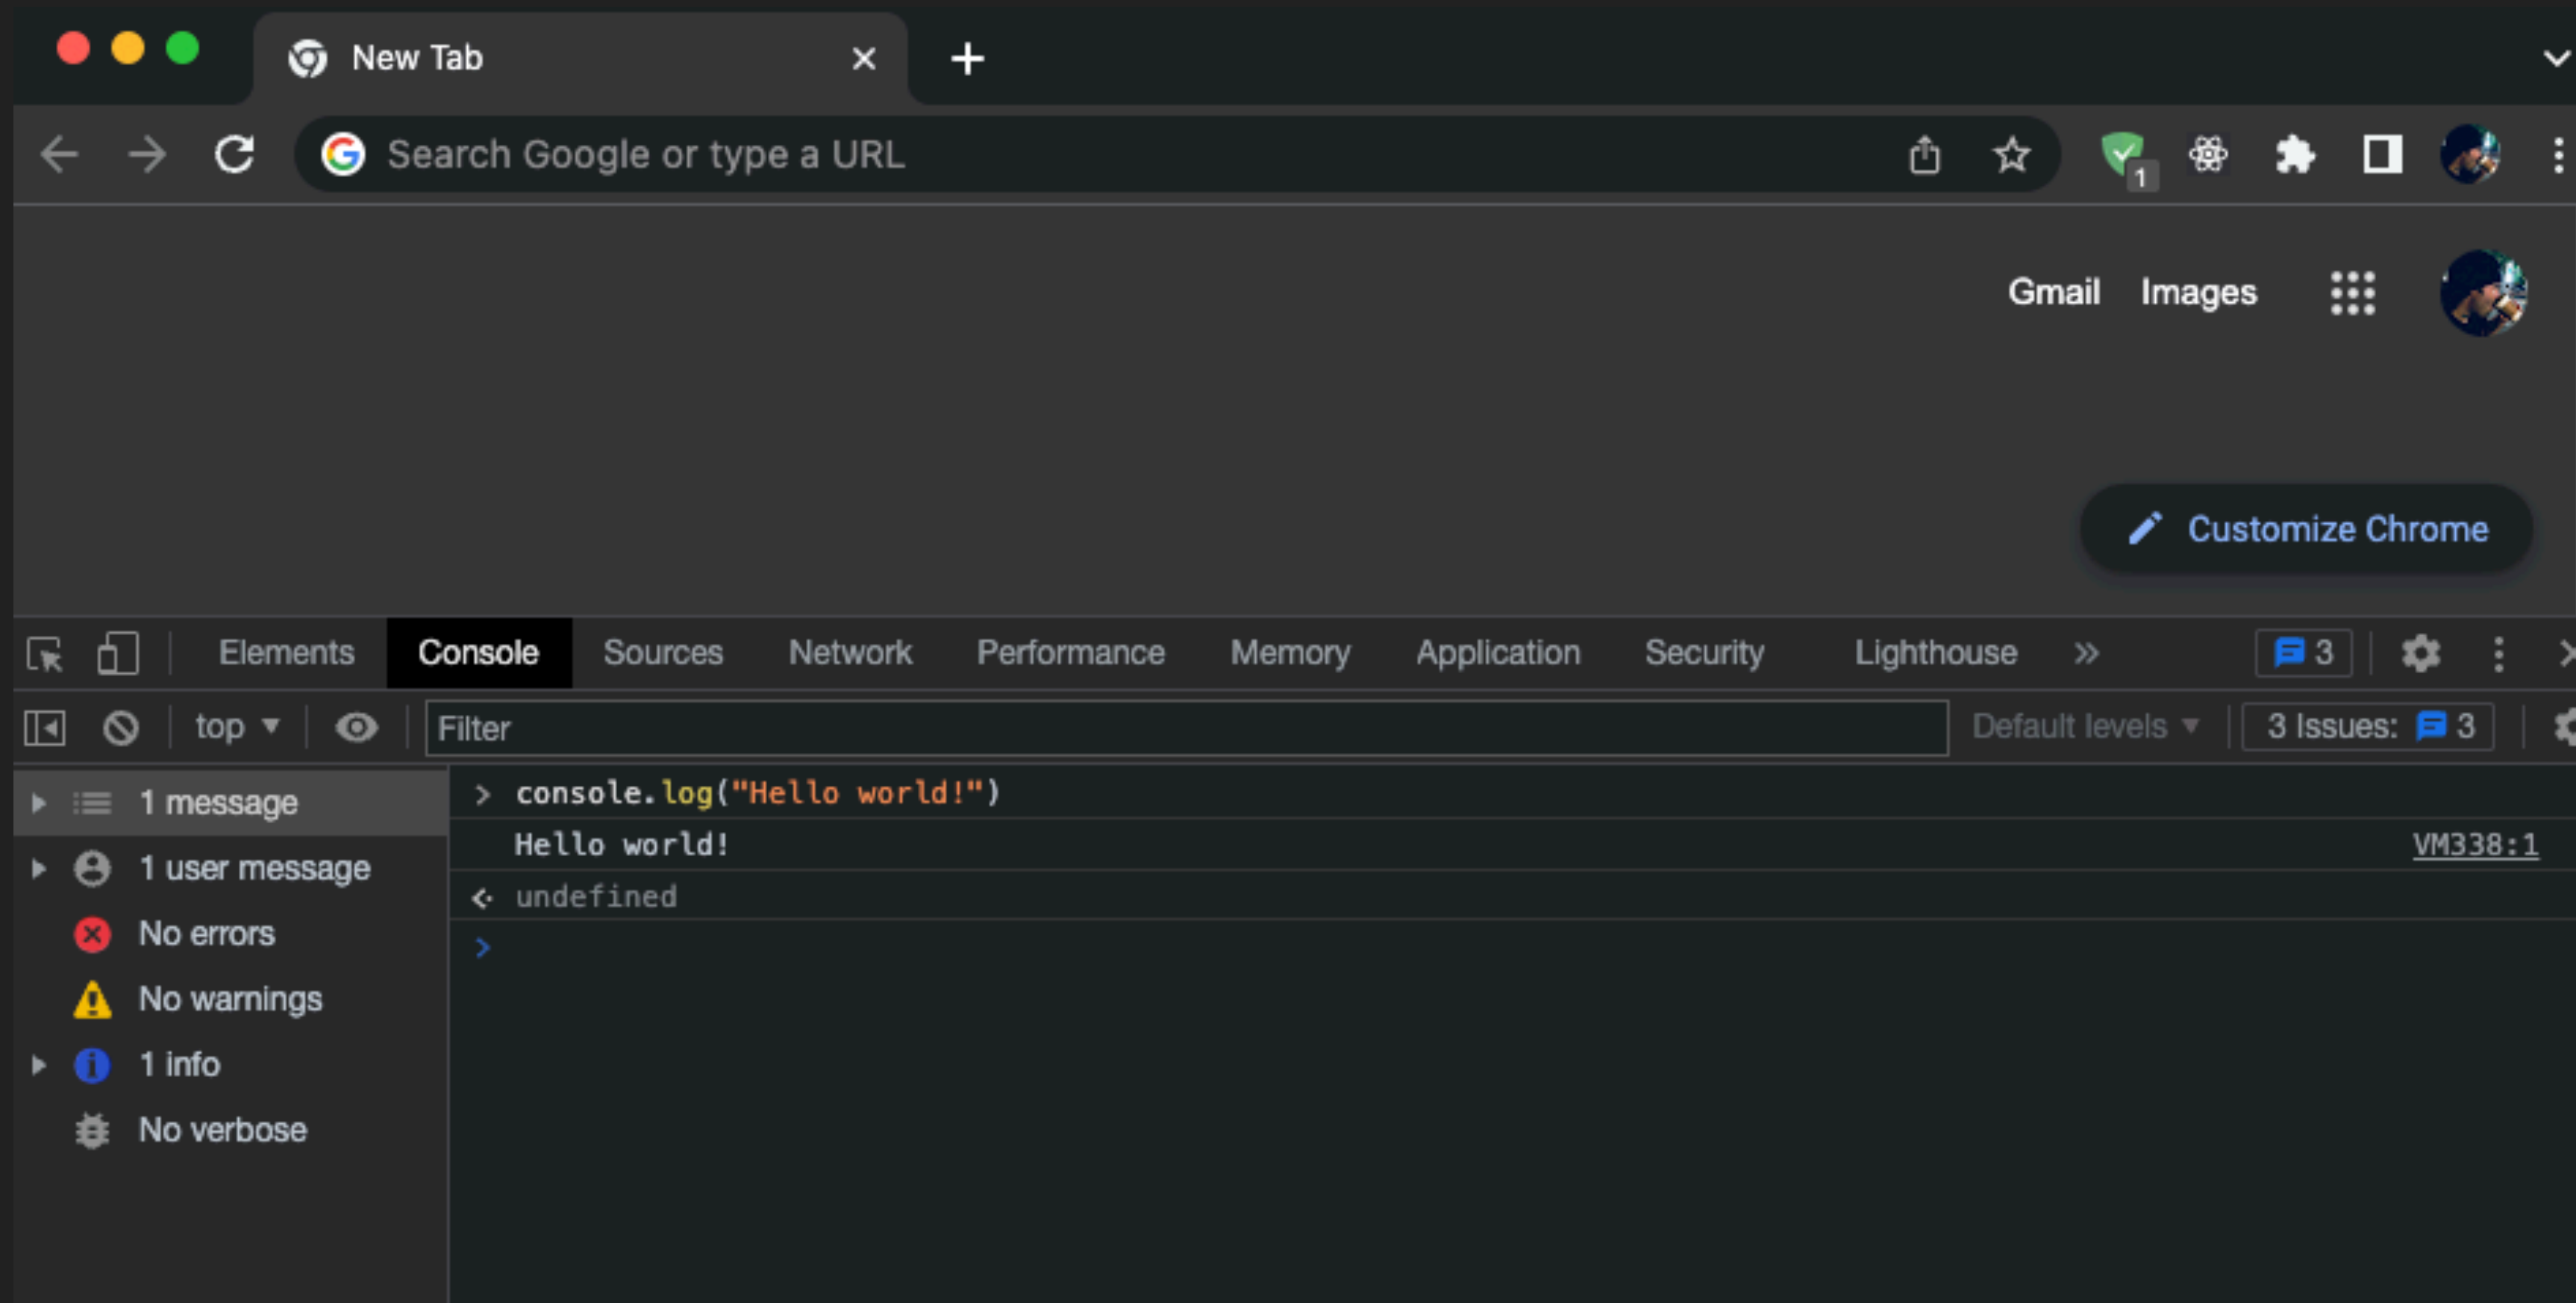 New Tab
Search Google or type a URL
1
Gmail Images
Customize Chrome
Elements Console Sources Network Performance Memory Application Security Lighthouse » 3
top Filter Default levels 3 Issues: 3
1 message
1 user message
No errors
No warnings
1 info
No verbose
> console.log("Hello world!")
Hello world! VM338:1
undefined
>